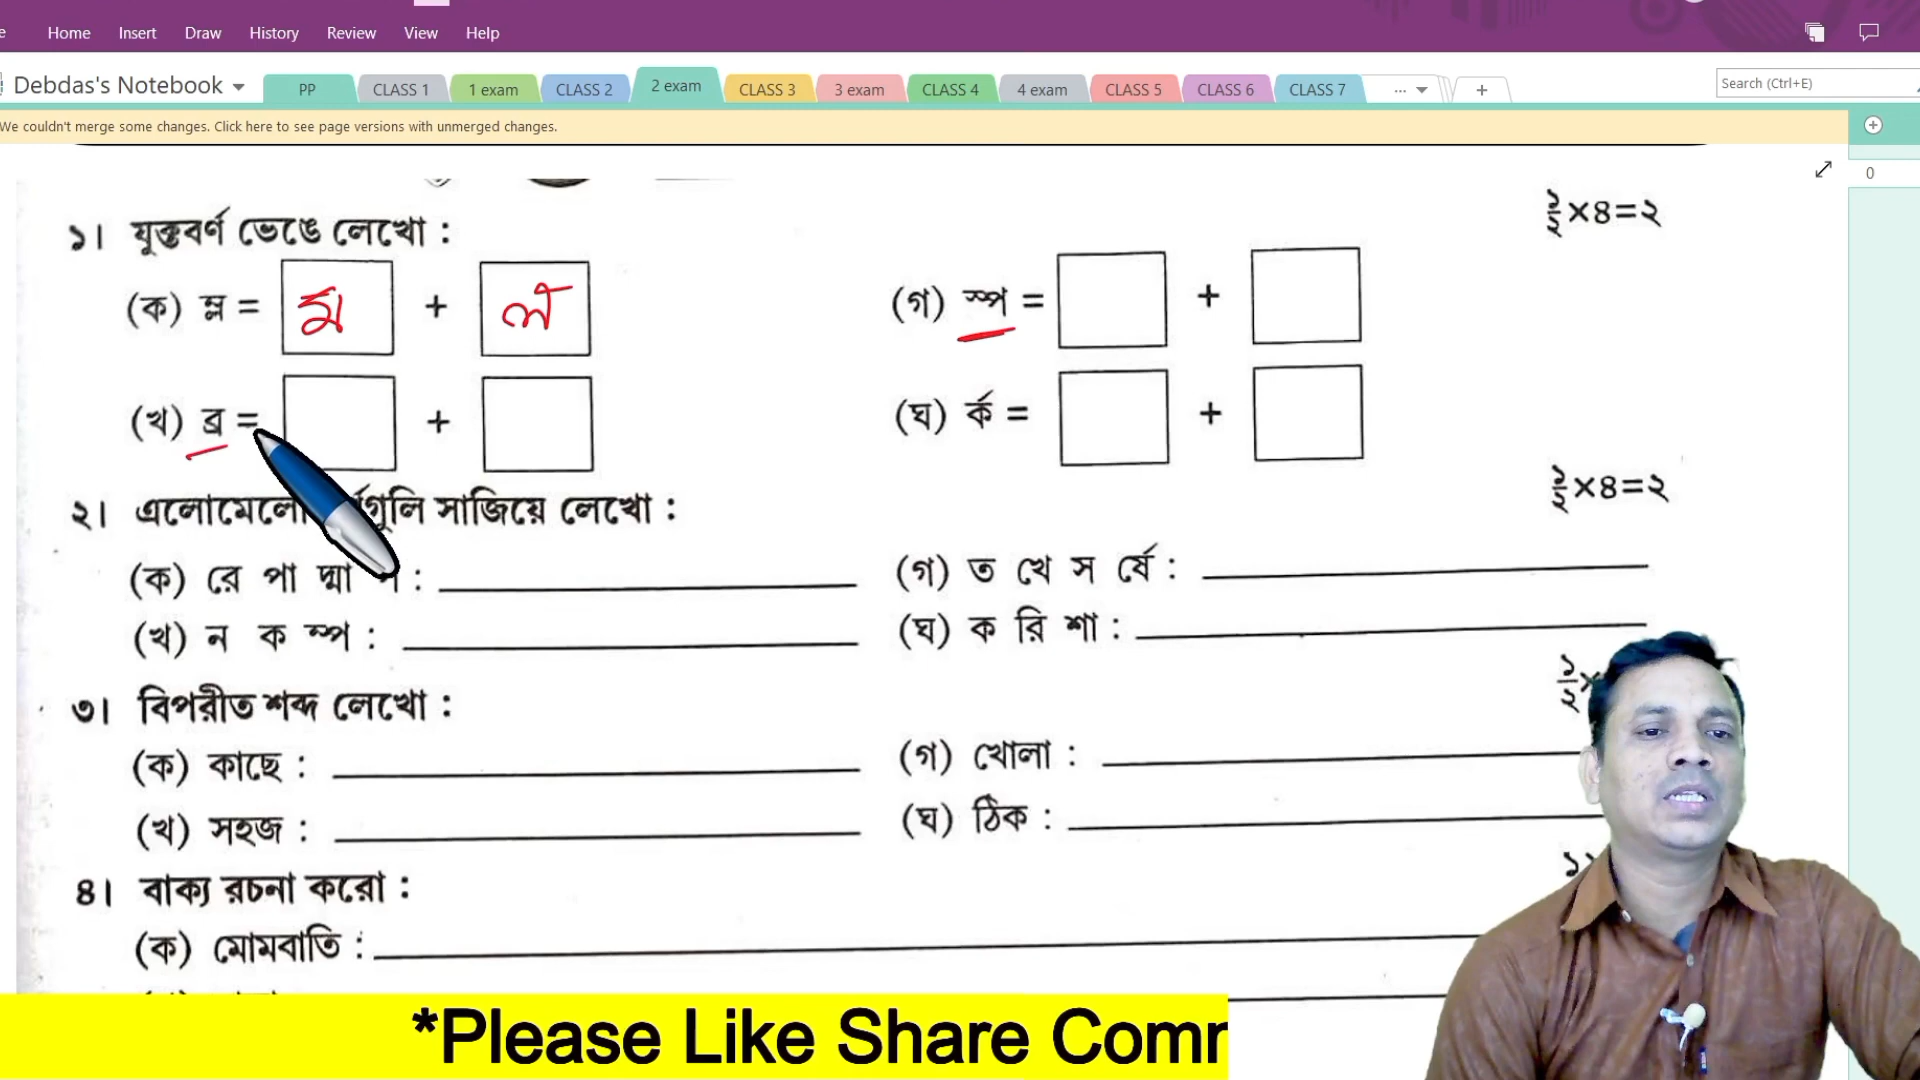 Home Insert Draw History Review View Help
Debdas's Notebook PP CLASS 1 1 exam CLASS 2 2 exam CLASS 3 3 exam CLASS 4 4 exam CLASS 5 CLASS 6 CLASS 7 ... + Search (Ctrl+E)
We couldn't merge some changes. Click here to see page versions with unmerged changes.
0
১। যুক্তবর্ণ ভেঙে লেখো : ১/২×৪=২
(ক) ম্ল = ম + ল (গ) স্প = +
(খ) ব্র = + (ঘ) র্ক = +
২। এলোমেলো সাজিয়ে লেখো : ১/২×৪=২
(ক) রে পা দ্মা : (গ) ত খে স র্ষে :
(খ) ন ক ম্প : (ঘ) ক রি শা :
৩। বিপরীত শব্দ লেখো : ১/২×
(ক) কাছে : (গ) খোলা :
(খ) সহজ : (ঘ) ঠিক :
৪। বাক্য রচনা করো :
(ক) মোমবাতি :
*Please Like Share